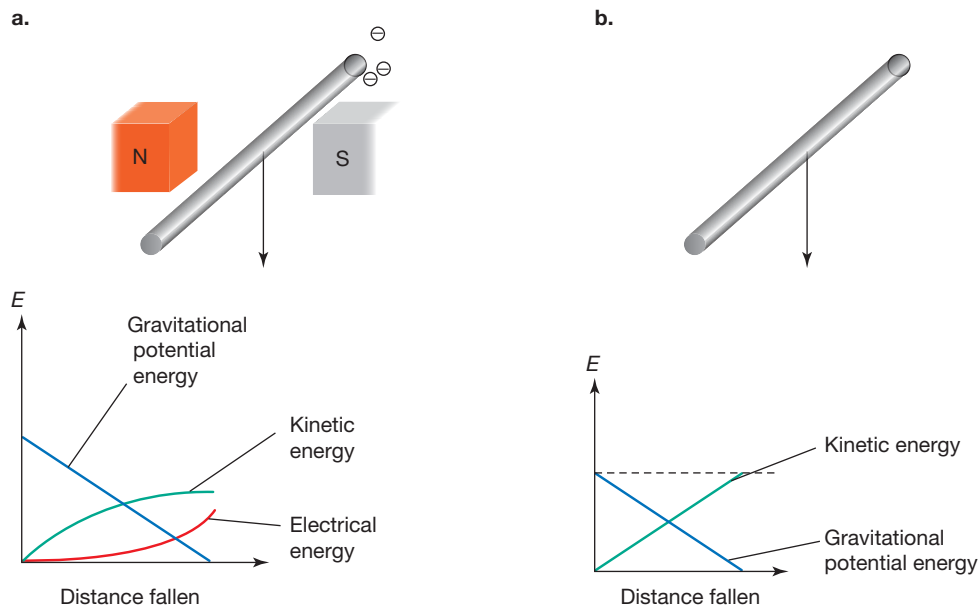 a.
N
S
E
Gravitational
potential
energy
Kinetic
energy
Electrical
energy
Distance fallen
b.
E
Kinetic energy
Gravitational
potential energy
Distance fallen